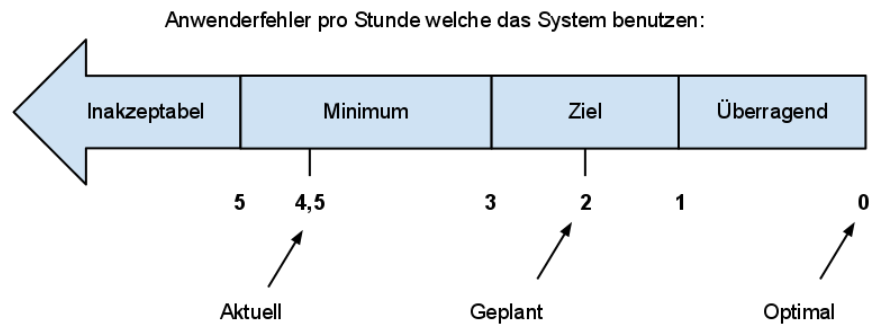 Anwenderfehler pro Stunde welche das System benutzen:
Inakzeptabel Minimum Ziel Überragend
5 4,5 3 2 1 0
Aktuell Geplant Optimal